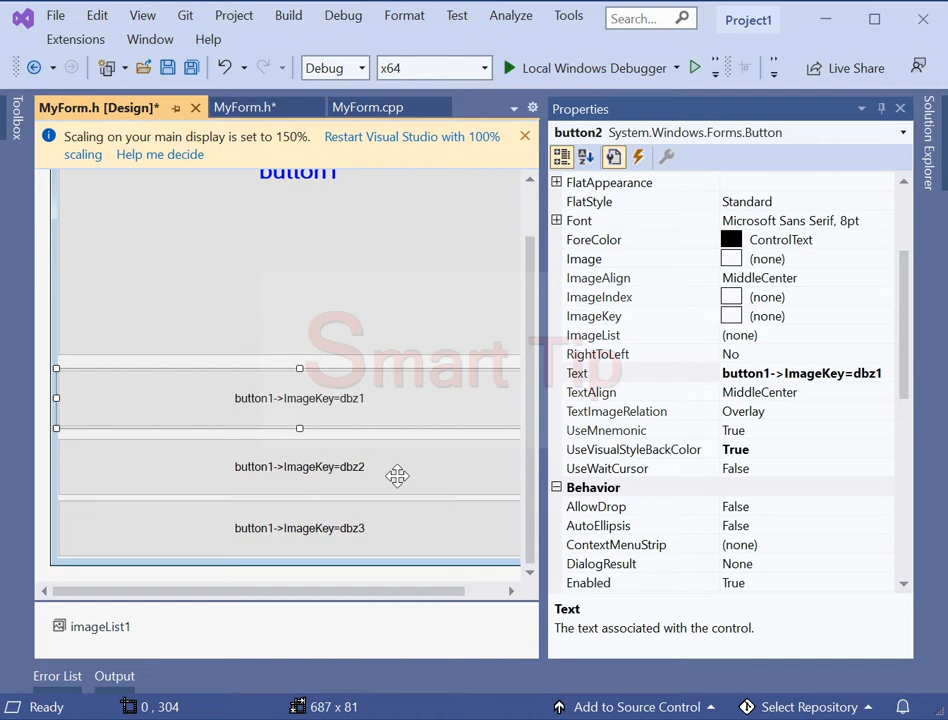 File Edit View Git Project Build Debug Format Test Analyze Tools Search... Project1
Extensions Window Help
Debug x64 Local Windows Debugger Live Share
Toolbox
MyForm.h [Design]* MyForm.h* MyForm.cpp
Scaling on your main display is set to 150%. Restart Visual Studio with 100%
scaling Help me decide
button1
button1->ImageKey=dbz1
button1->ImageKey=dbz2
button1->ImageKey=dbz3
imageList1
Smart Tip
Properties
button2 System.Windows.Forms.Button
FlatAppearance
FlatStyle Standard
Font Microsoft Sans Serif, 8pt
ForeColor ControlText
Image (none)
ImageAlign MiddleCenter
ImageIndex (none)
ImageKey (none)
ImageList (none)
RightToLeft No
Text button1->ImageKey=dbz1
TextAlign MiddleCenter
TextImageRelation Overlay
UseMnemonic True
UseVisualStyleBackColor True
UseWaitCursor False
Behavior
AllowDrop False
AutoEllipsis False
ContextMenuStrip (none)
DialogResult None
Enabled True
Text
The text associated with the control.
Solution Explorer
Error List Output
Ready 0 , 304 687 x 81 Add to Source Control Select Repository